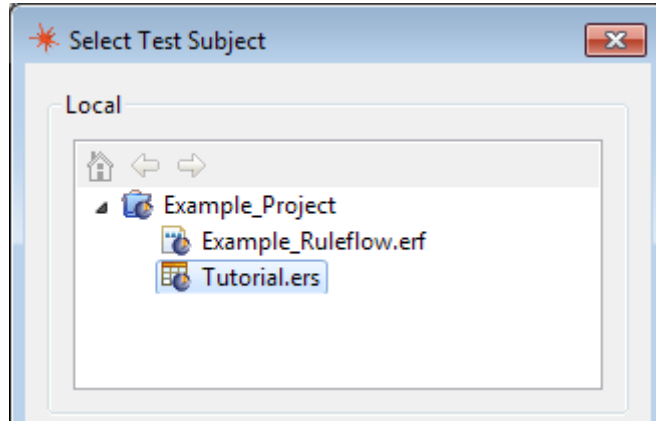 Select Test Subject
Local
Example_Project
Example_Ruleflow.erf
Tutorial.ers